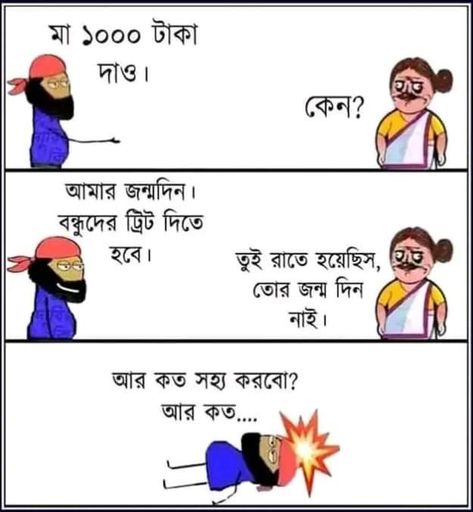 মা ১০০০ টাকা
দাও।
কেন?
আমার জন্মদিন।
বন্ধুদের ট্রিট দিতে
হবে।
তুই রাতে হয়েছিস,
তোর জন্ম দিন
নাই।
আর কত সহ্য করবো?
আর কত....